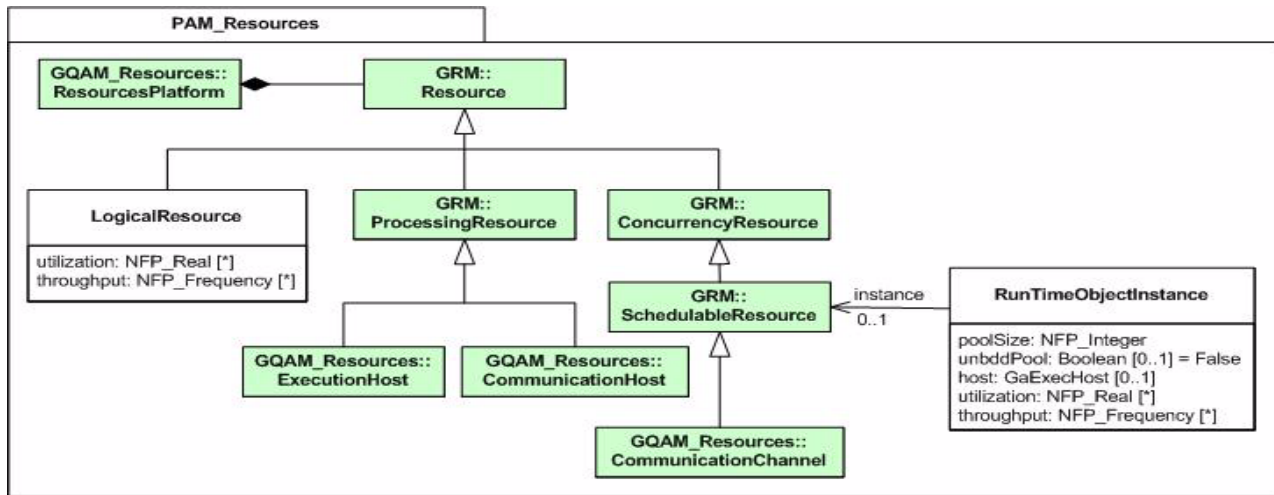 PAM_Resources
GQAM_Resources::
ResourcesPlatform
GRM::
Resource
LogicalResource
utilization: NFP_Real [*]
throughput: NFP_Frequency [*]
GRM::
ProcessingResource
GRM::
ConcurrencyResource
GRM::
SchedulableResource
instance
0..1
RunTimeObjectInstance
poolSize: NFP_Integer
unbddPool: Boolean [0..1] = False
host: GaExecHost [0..1]
utilization: NFP_Real [*]
throughput: NFP_Frequency [*]
GQAM_Resources::
ExecutionHost
GQAM_Resources::
CommunicationHost
GQAM_Resources::
CommunicationChannel